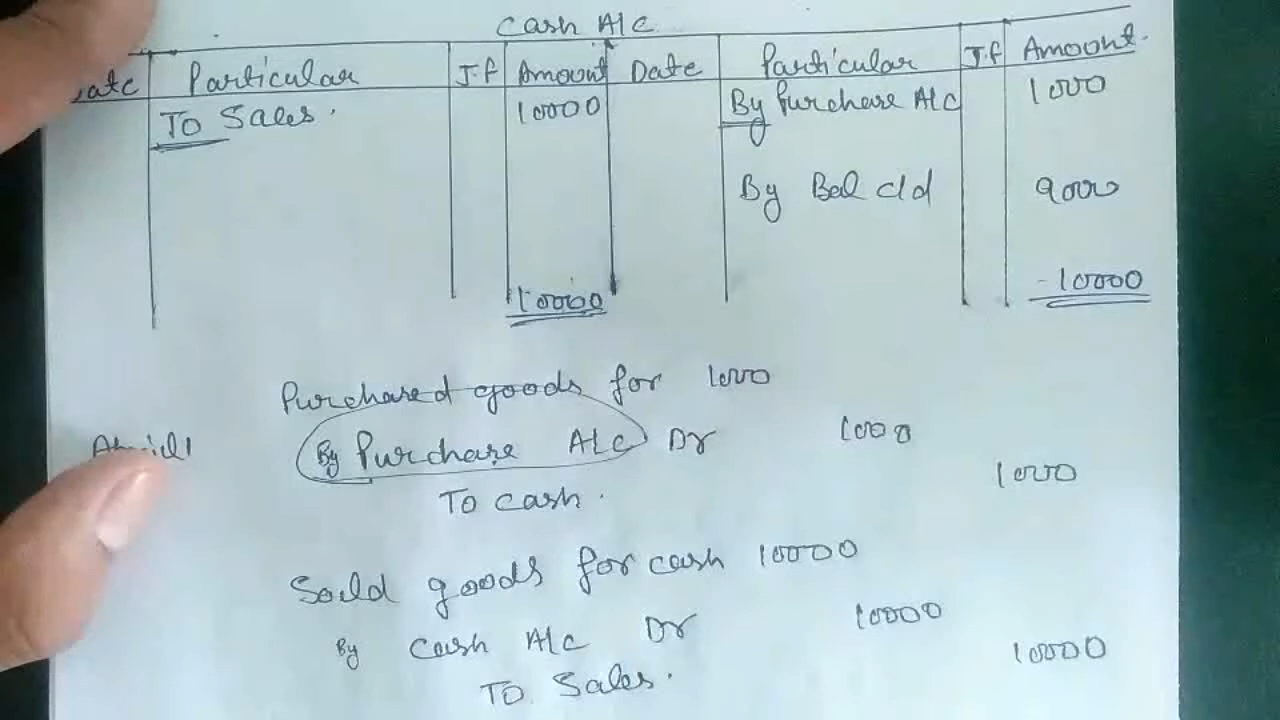 Cash A/c
ate Particular J.f Amount Date Particular J.f Amount.
To Sales. 10000 By Purchase A/c 1000
By Bal c/d 9000
10000 10000
Purchased goods for 1000
By Purchase A/c Dr 1000
To cash. 1000
Sold goods for cash 10000
By Cash A/c Dr 10000
To Sales. 10000